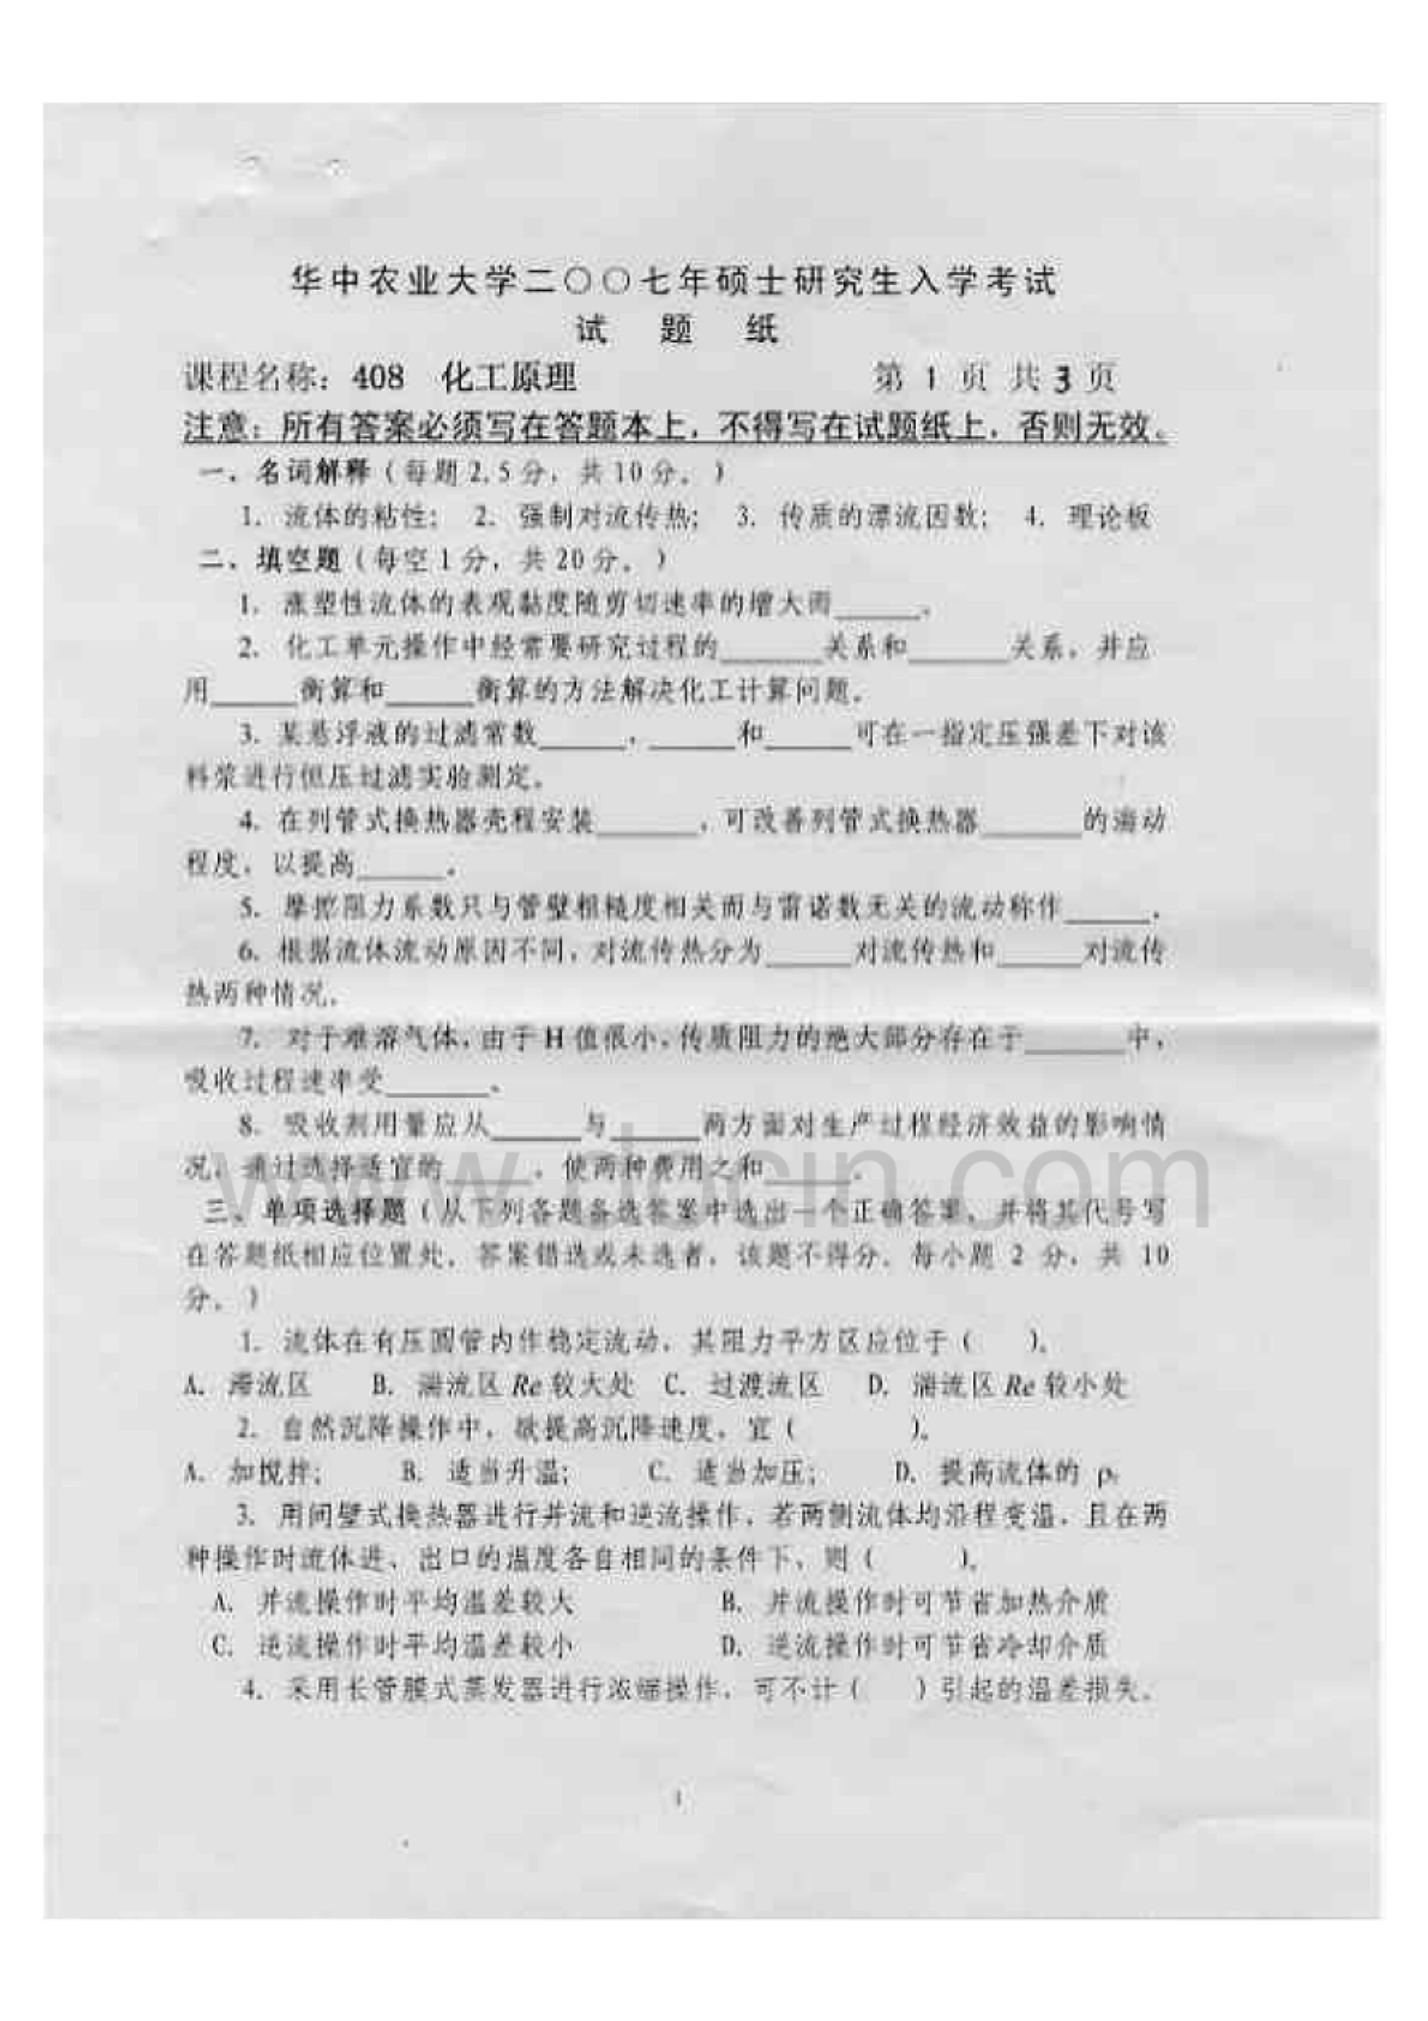 华中农业大学二〇〇七年硕士研究生入学考试
试 题 纸
课程名称：408 化工原理 第 1 页 共 3 页
注意：所有答案必须写在答题本上，不得写在试题纸上，否则无效。
一、名词解释（每题2.5分，共10分。）
1. 流体的粘性； 2. 强制对流传热； 3. 传质的漂流因数； 4. 理论板
二、填空题（每空1分，共20分。）
1. 涨塑性流体的表观黏度随剪切速率的增大而______。
2. 化工单元操作中经常要研究过程的_______关系和_______关系，并应
用______衡算和______衡算的方法解决化工计算问题。
3. 某悬浮液的过滤常数______，______和______可在一指定压强差下对该
料浆进行恒压过滤实验测定。
4. 在列管式换热器壳程安装_______，可改善列管式换热器_______的湍动
程度，以提高______。
5. 摩擦阻力系数只与管壁粗糙度相关而与雷诺数无关的流动称作______。
6. 根据流体流动原因不同，对流传热分为______对流传热和______对流传
热两种情况。
7. 对于难溶气体，由于H值很小，传质阻力的绝大部分存在于_______中，
吸收过程速率受_______。
8. 吸收剂用量应从______与______两方面对生产过程经济效益的影响情
况，通过选择适宜的______，使两种费用之和______。
www.docin.com
三、单项选择题（从下列各题备选答案中选出一个正确答案，并将其代号写
在答题纸相应位置处。答案错选或未选者，该题不得分。每小题 2 分，共 10
分。）
1. 流体在有压圆管内作稳定流动，其阻力平方区应位于（ ）。
A. 滞流区 B. 湍流区Re较大处 C. 过渡流区 D. 湍流区Re较小处
2. 自然沉降操作中，欲提高沉降速度，宜（ ）。
A. 加搅拌； B. 适当升温； C. 适当加压； D. 提高流体的 ρ。
3. 用间壁式换热器进行并流和逆流操作，若两侧流体均沿程变温，且在两
种操作时流体进、出口的温度各自相同的条件下，则（ ）。
A. 并流操作时平均温差较大 B. 并流操作时可节省加热介质
C. 逆流操作时平均温差较小 D. 逆流操作时可节省冷却介质
4. 采用长管膜式蒸发器进行浓缩操作，可不计（ ）引起的温差损失。
1